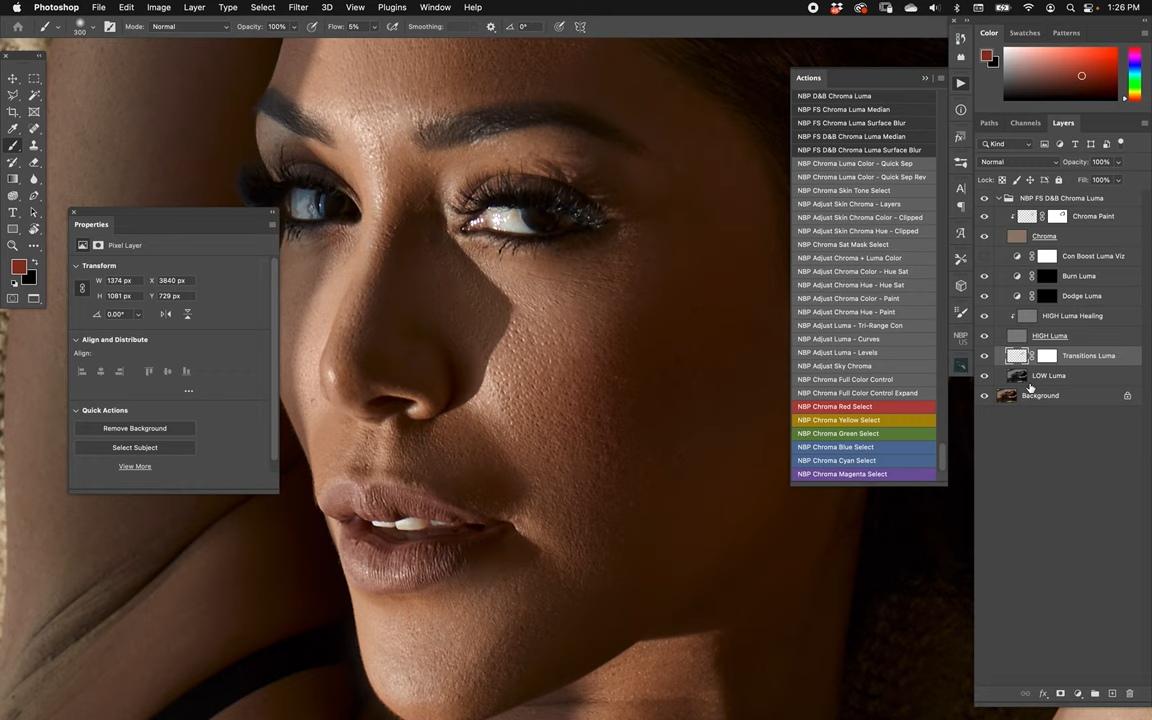 Photoshop File Edit Image Layer Type Select Filter 3D View Plugins Window Help 1:26 PM
300 Mode: Normal Opacity: 100% Flow: 5% Smoothing: 0°
Properties
Pixel Layer
Transform
W 1374 px X 3840 px
H 1081 px Y 729 px
0.00°
Align and Distribute
Align:
Quick Actions
Remove Background
Select Subject
View More
Actions
NBP D&B Chroma Luma
NBP FS Chroma Luma Median
NBP FS Chroma Luma Surface Blur
NBP FS D&B Chroma Luma Median
NBP FS D&B Chroma Luma Surface Blur
NBP Chroma Luma Color - Quick Sep
NBP Chroma Luma Color - Quick Sep Rev
NBP Chroma Skin Tone Select
NBP Adjust Skin Chroma - Layers
NBP Adjust Skin Chroma Color - Clipped
NBP Adjust Skin Chroma Hue - Clipped
NBP Chroma Sat Mask Select
NBP Adjust Chroma + Luma Color
NBP Adjust Chroma Color - Hue Sat
NBP Adjust Chroma Hue - Hue Sat
NBP Adjust Chroma Color - Paint
NBP Adjust Chroma Hue - Paint
NBP Adjust Luma - Tri-Range Con
NBP Adjust Luma - Curves
NBP Adjust Luma - Levels
NBP Adjust Sky Chroma
NBP Chroma Full Color Control
NBP Chroma Full Color Control Expand
NBP Chroma Red Select
NBP Chroma Yellow Select
NBP Chroma Green Select
NBP Chroma Blue Select
NBP Chroma Cyan Select
NBP Chroma Magenta Select
NBP
US
Color Swatches Patterns
Paths Channels Layers
Kind
Normal Opacity: 100%
Lock: Fill: 100%
NBP FS D&B Chroma Luma
Chroma Paint
Chroma
Con Boost Luma Viz
Burn Luma
Dodge Luma
HIGH Luma Healing
HIGH Luma
Transitions Luma
LOW Luma
Background
fx